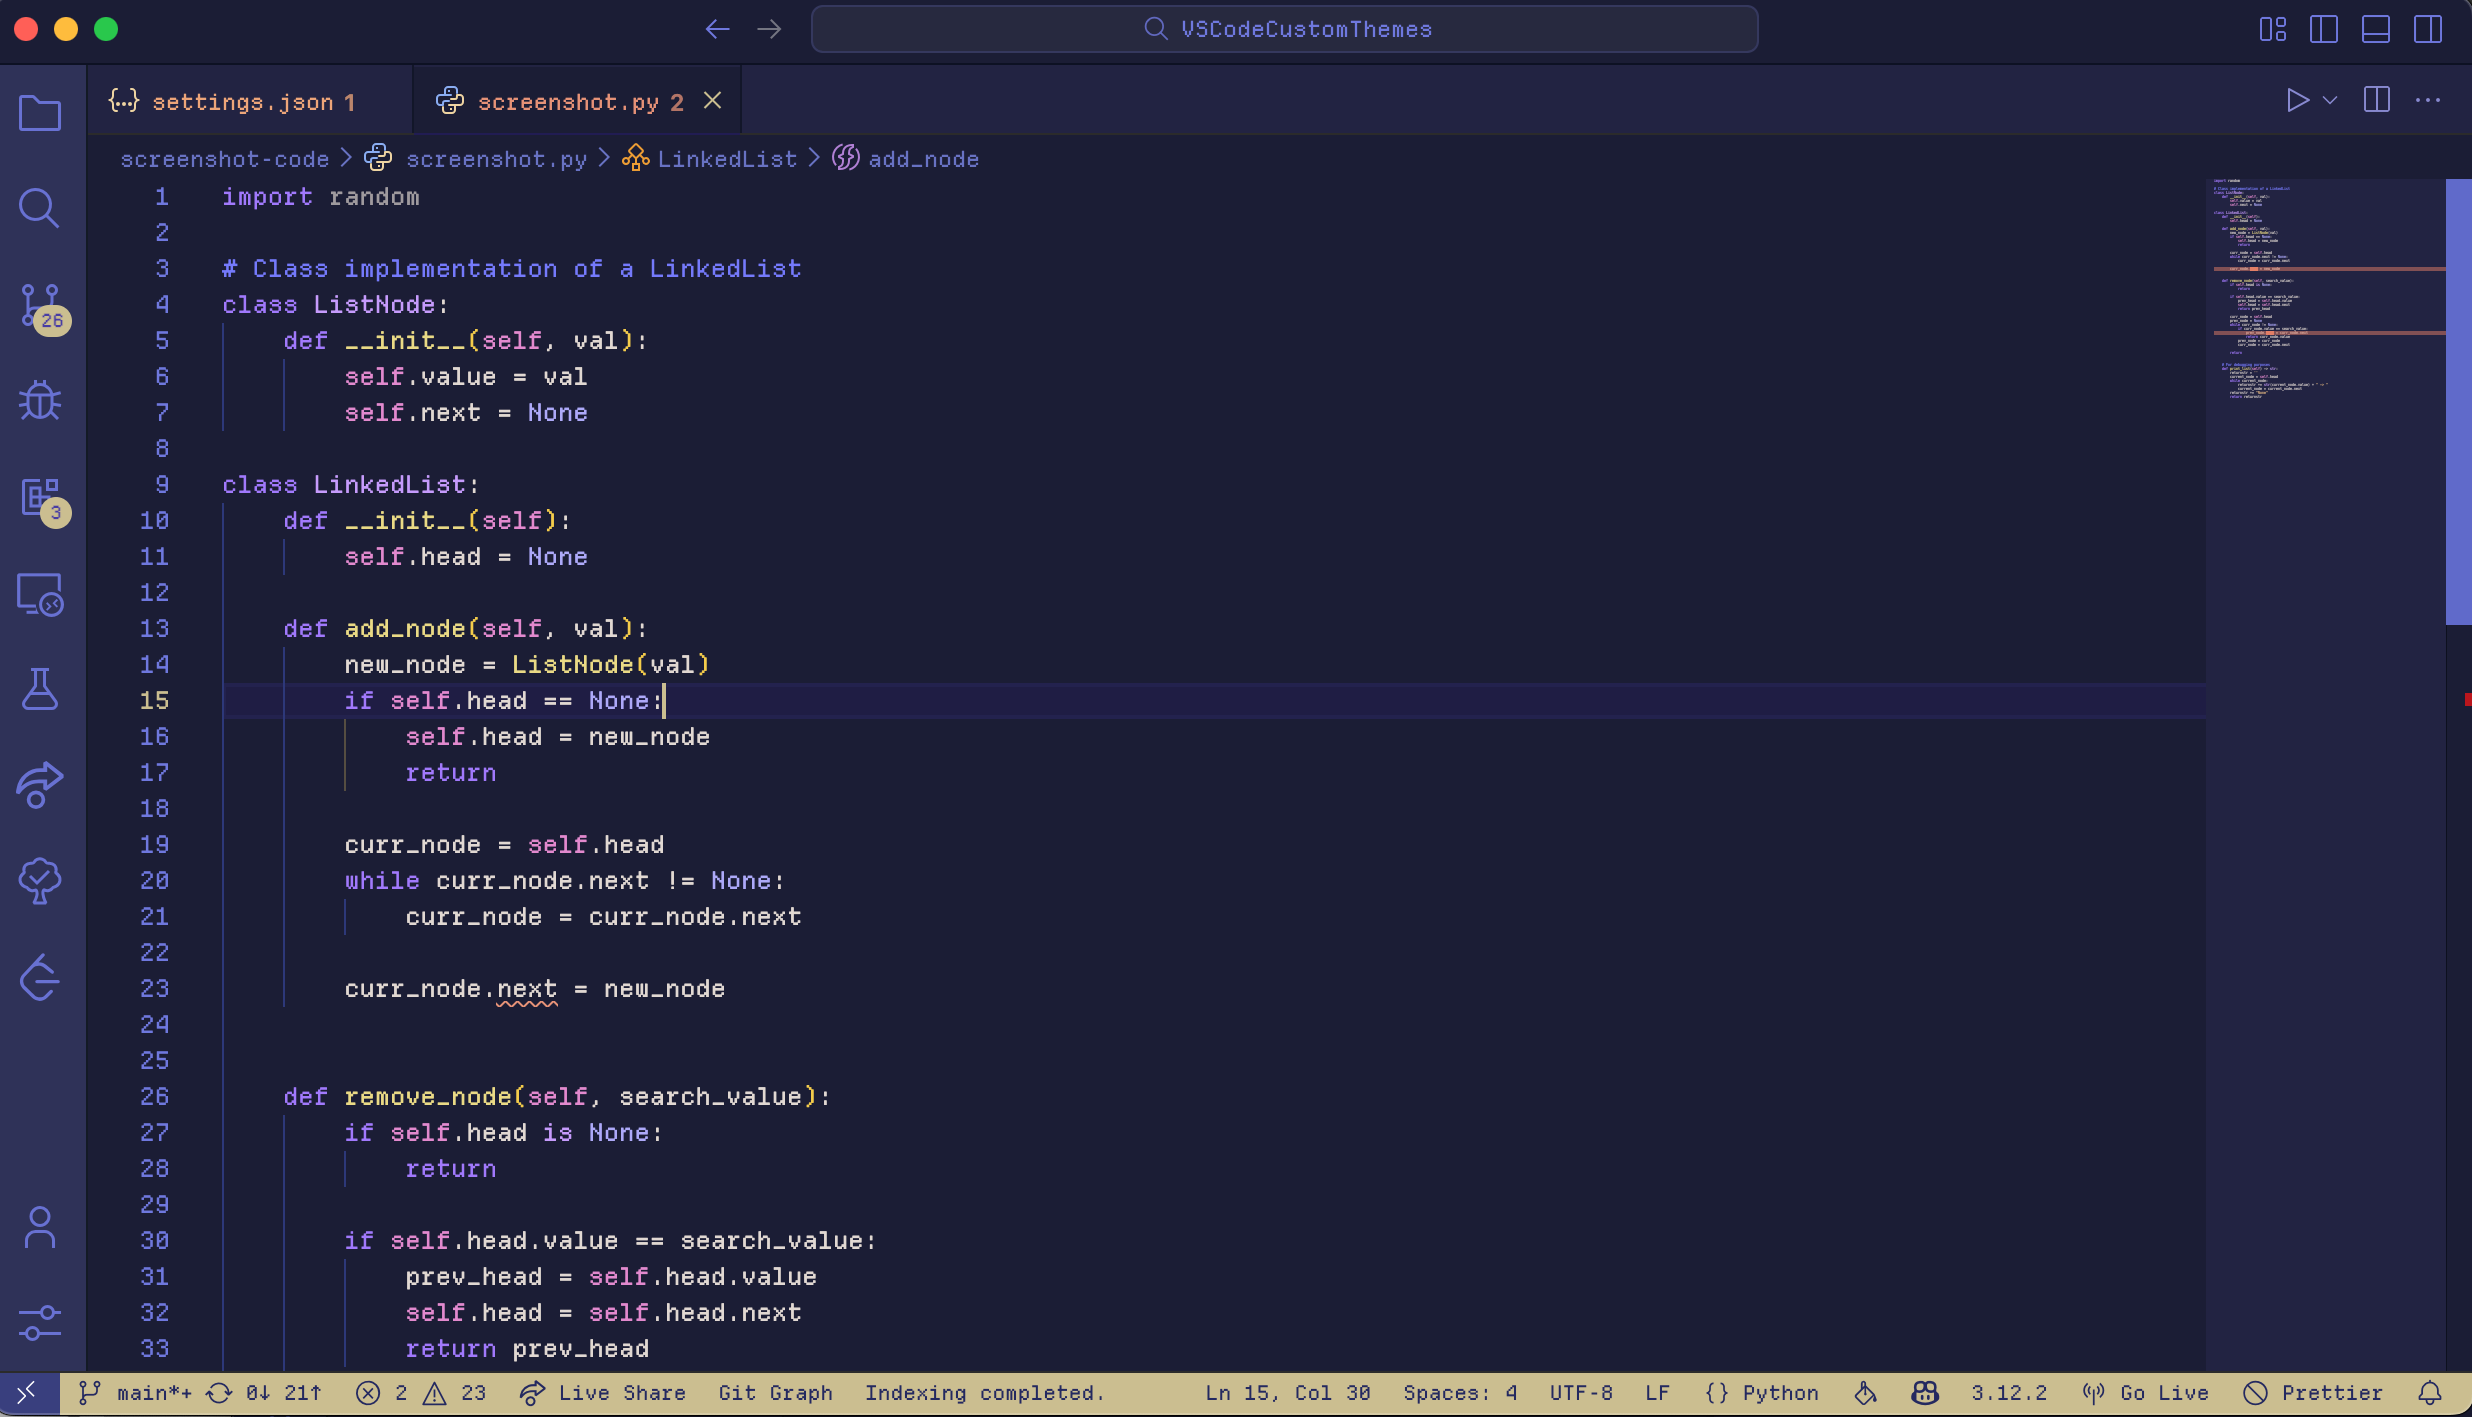 VSCodeCustomThemes
settings.json 1 screenshot.py 2
screenshot-code > screenshot.py > LinkedList > add_node
26
3
1 import random
2
3 # Class implementation of a LinkedList
4 class ListNode:
5     def __init__(self, val):
6         self.value = val
7         self.next = None
8
9 class LinkedList:
10     def __init__(self):
11         self.head = None
12
13     def add_node(self, val):
14         new_node = ListNode(val)
15         if self.head == None:
16             self.head = new_node
17             return
18
19         curr_node = self.head
20         while curr_node.next != None:
21             curr_node = curr_node.next
22
23         curr_node.next = new_node
24
25
26     def remove_node(self, search_value):
27         if self.head is None:
28             return
29
30         if self.head.value == search_value:
31             prev_head = self.head.value
32             self.head = self.head.next
33             return prev_head
main*+ 0↓ 21↑ 2 23 Live Share Git Graph Indexing completed. Ln 15, Col 30 Spaces: 4 UTF-8 LF {} Python 3.12.2 Go Live Prettier